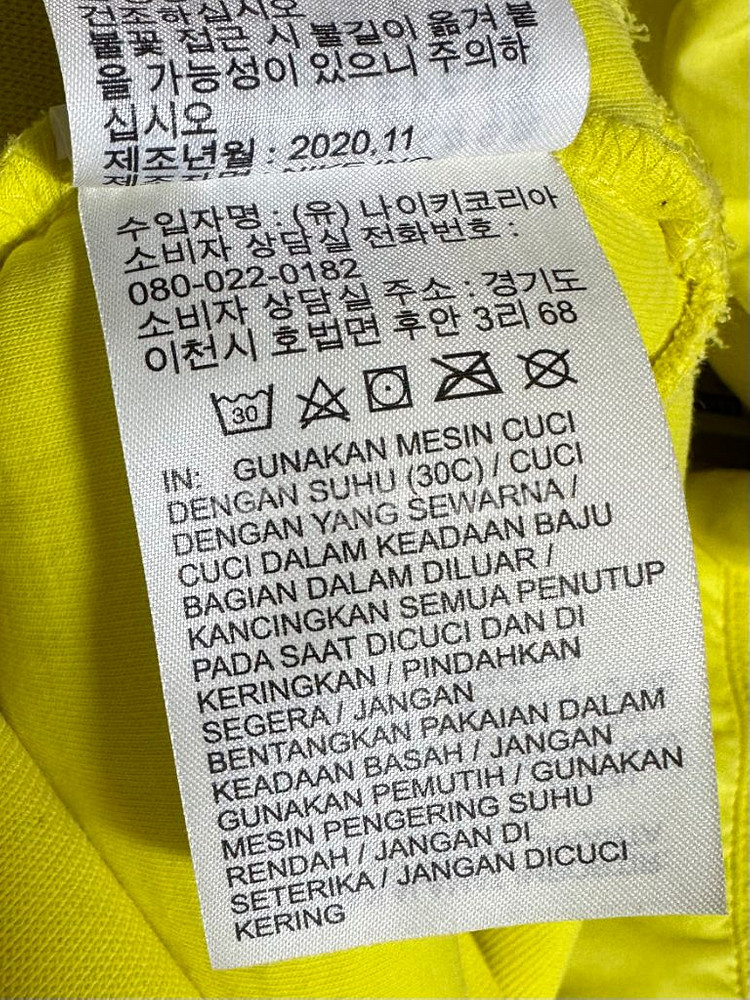 건조하십시오
불꽃 접근 시 불길이 옮겨 붙
을 가능성이 있으니 주의하
십시오
제조년월 : 2020.11
수입자명 : (유) 나이키코리아
소비자 상담실 전화번호 :
080-022-0182
소비자 상담실 주소 : 경기도
이천시 호법면 후안 3리 68
30
IN: GUNAKAN MESIN CUCI
DENGAN SUHU (30C) / CUCI
DENGAN YANG SEWARNA /
CUCI DALAM KEADAAN BAJU
BAGIAN DALAM DILUAR /
KANCINGKAN SEMUA PENUTUP
PADA SAAT DICUCI DAN DI
KERINGKAN / PINDAHKAN
SEGERA / JANGAN
BENTANGKAN PAKAIAN DALAM
KEADAAN BASAH / JANGAN
GUNAKAN PEMUTIH / GUNAKAN
MESIN PENGERING SUHU
RENDAH / JANGAN DI
SETERIKA / JANGAN DICUCI
KERING